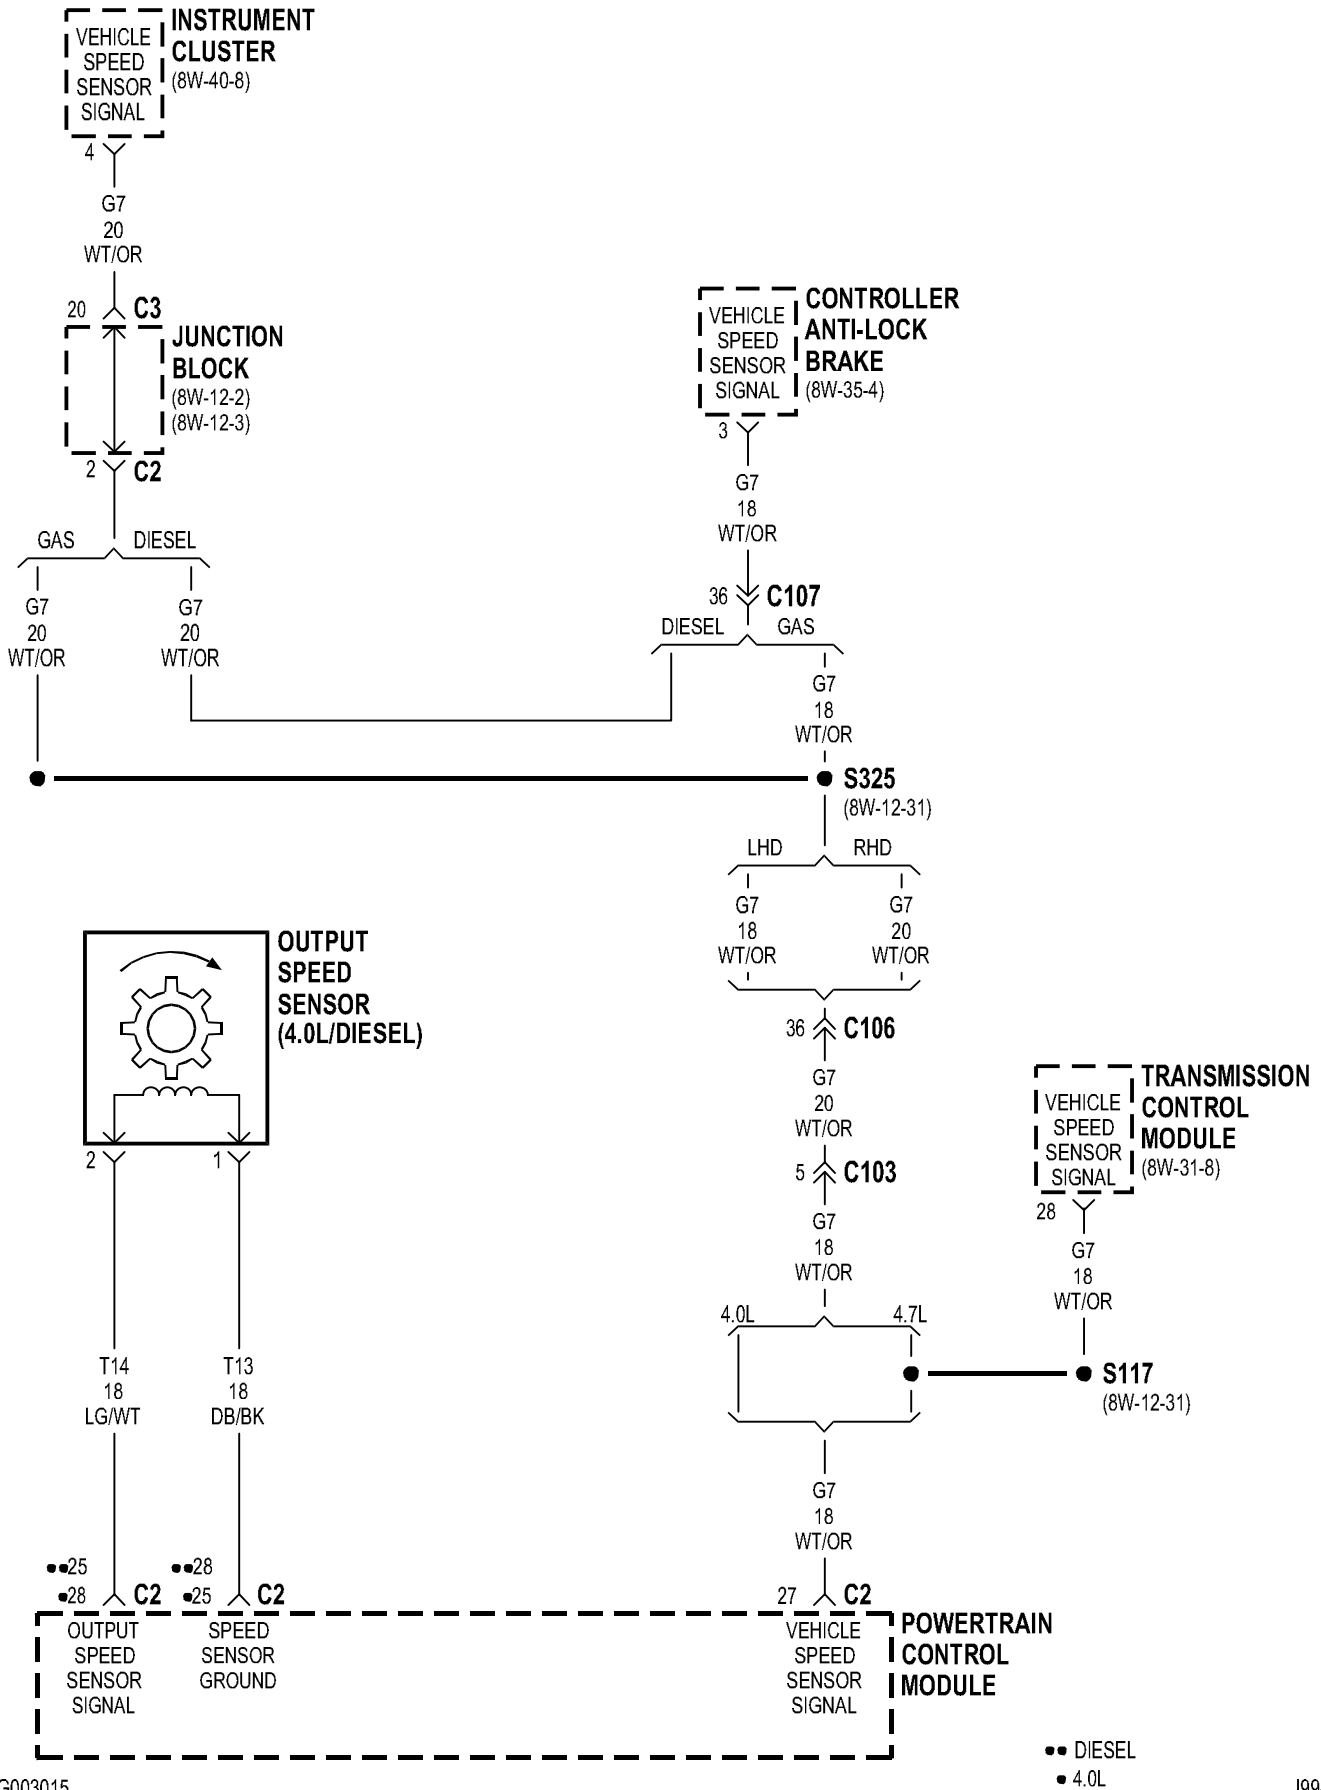 INSTRUMENT
CLUSTER
(8W-40-8)
VEHICLE
SPEED
SENSOR
SIGNAL
4
G7
20
WT/OR
20
C3
JUNCTION
BLOCK
(8W-12-2)
(8W-12-3)
2
C2
GAS
DIESEL
G7
20
WT/OR
G7
20
WT/OR
CONTROLLER
ANTI-LOCK
BRAKE
(8W-35-4)
VEHICLE
SPEED
SENSOR
SIGNAL
3
G7
18
WT/OR
36
C107
DIESEL
GAS
G7
18
WT/OR
S325
(8W-12-31)
LHD
RHD
G7
18
WT/OR
G7
20
WT/OR
36
C106
G7
20
WT/OR
5
C103
G7
18
WT/OR
4.0L
4.7L
TRANSMISSION
CONTROL
MODULE
(8W-31-8)
VEHICLE
SPEED
SENSOR
SIGNAL
28
G7
18
WT/OR
S117
(8W-12-31)
G7
18
WT/OR
27
C2
OUTPUT
SPEED
SENSOR
(4.0L/DIESEL)
2
1
T14
18
LG/WT
T13
18
DB/BK
••25
•28
C2
••28
•25
C2
OUTPUT
SPEED
SENSOR
SIGNAL
SPEED
SENSOR
GROUND
VEHICLE
SPEED
SENSOR
SIGNAL
POWERTRAIN
CONTROL
MODULE
•• DIESEL
• 4.0L